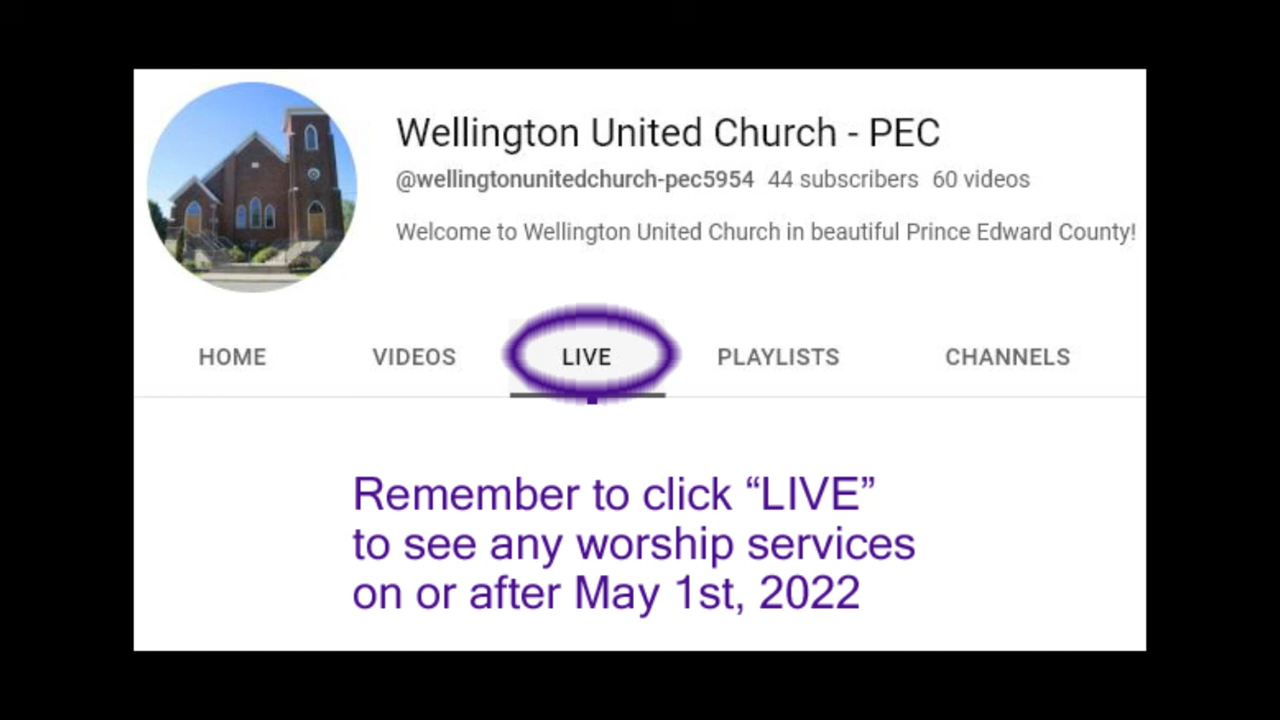 Wellington United Church - PEC
@wellingtonunitedchurch-pec5954 44 subscribers 60 videos
Welcome to Wellington United Church in beautiful Prince Edward County!
HOME VIDEOS LIVE PLAYLISTS CHANNELS
Remember to click “LIVE”
to see any worship services
on or after May 1st, 2022